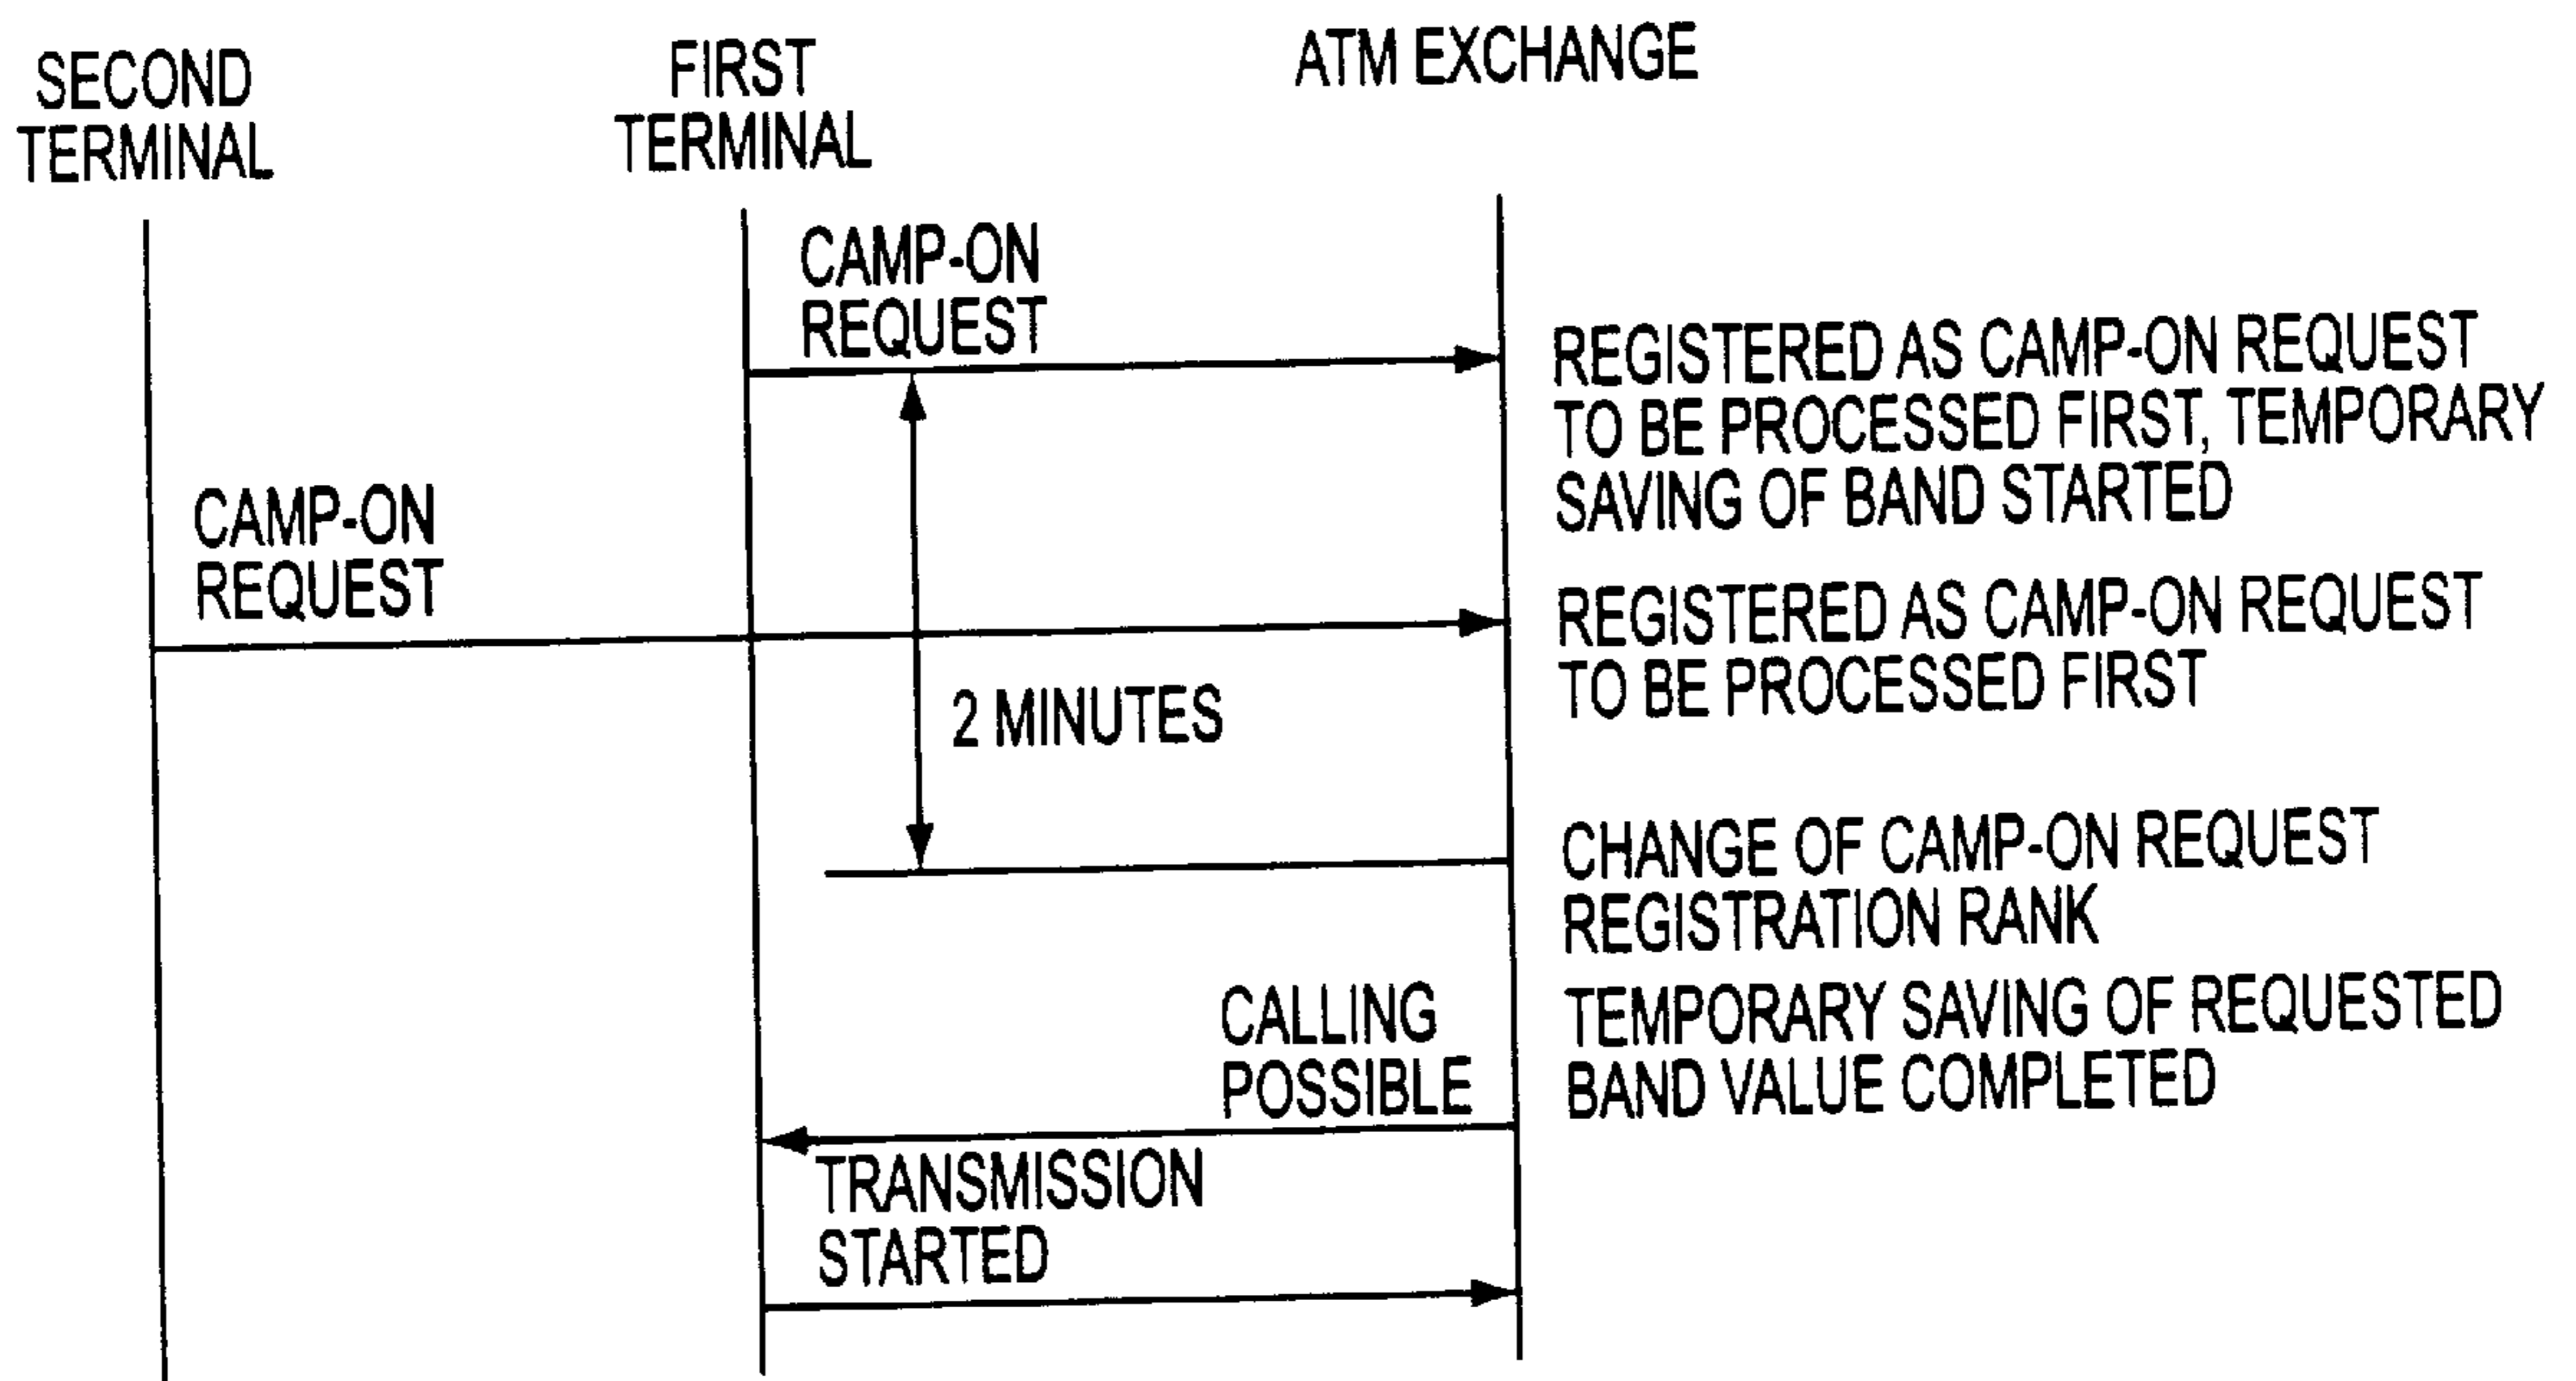 SECOND
TERMINAL
FIRST
TERMINAL
ATM EXCHANGE
CAMP-ON
REQUEST
REGISTERED AS CAMP-ON REQUEST
TO BE PROCESSED FIRST, TEMPORARY
SAVING OF BAND STARTED
CAMP-ON
REQUEST
REGISTERED AS CAMP-ON REQUEST
TO BE PROCESSED FIRST
2 MINUTES
CHANGE OF CAMP-ON REQUEST
REGISTRATION RANK
CALLING
POSSIBLE
TEMPORARY SAVING OF REQUESTED
BAND VALUE COMPLETED
TRANSMISSION
STARTED